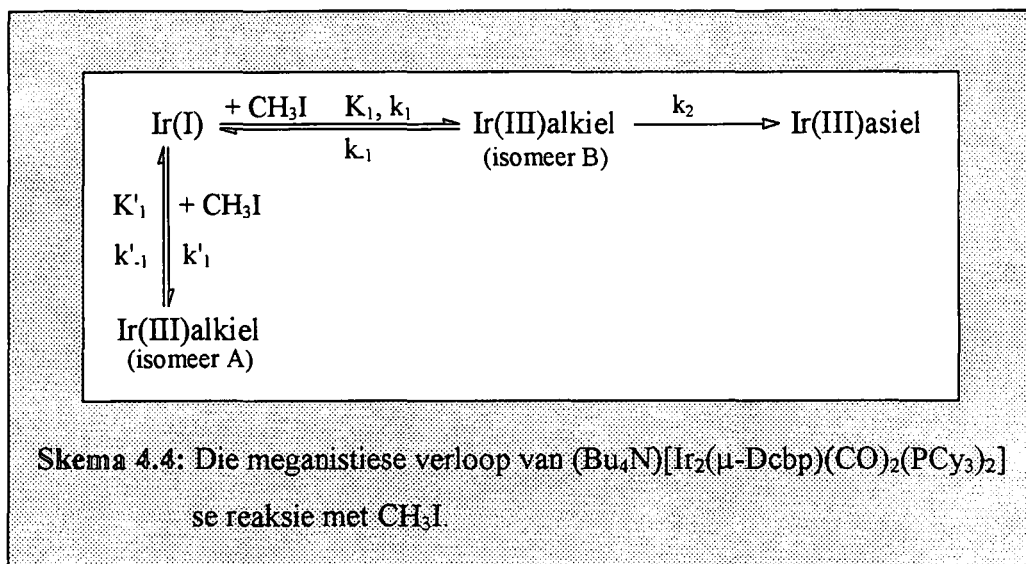 + CH₃I K₁, k₁ k₂
Ir(I) Ir(III)alkiel Ir(III)asiel
k₋₁ (isomeer B)
K'₁ + CH₃I
k'₋₁ k'₁
Ir(III)alkiel
(isomeer A)
Skema 4.4: Die meganistiese verloop van (Bu₄N)[Ir₂(μ-Dcbp)(CO)₂(PCy₃)₂]
se reaksie met CH₃I.